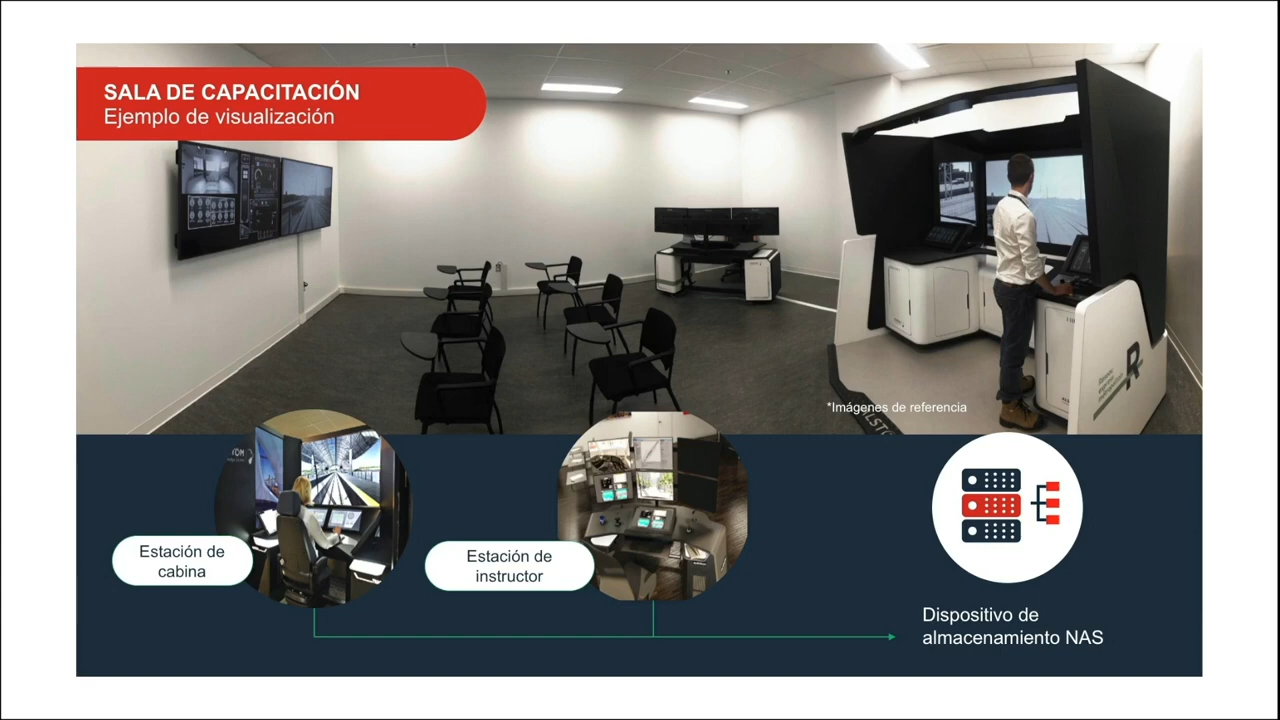 SALA DE CAPACITACIÓN
Ejemplo de visualización
R
*Imágenes de referencia
Estación de
cabina
Estación de
instructor
Dispositivo de
almacenamiento NAS